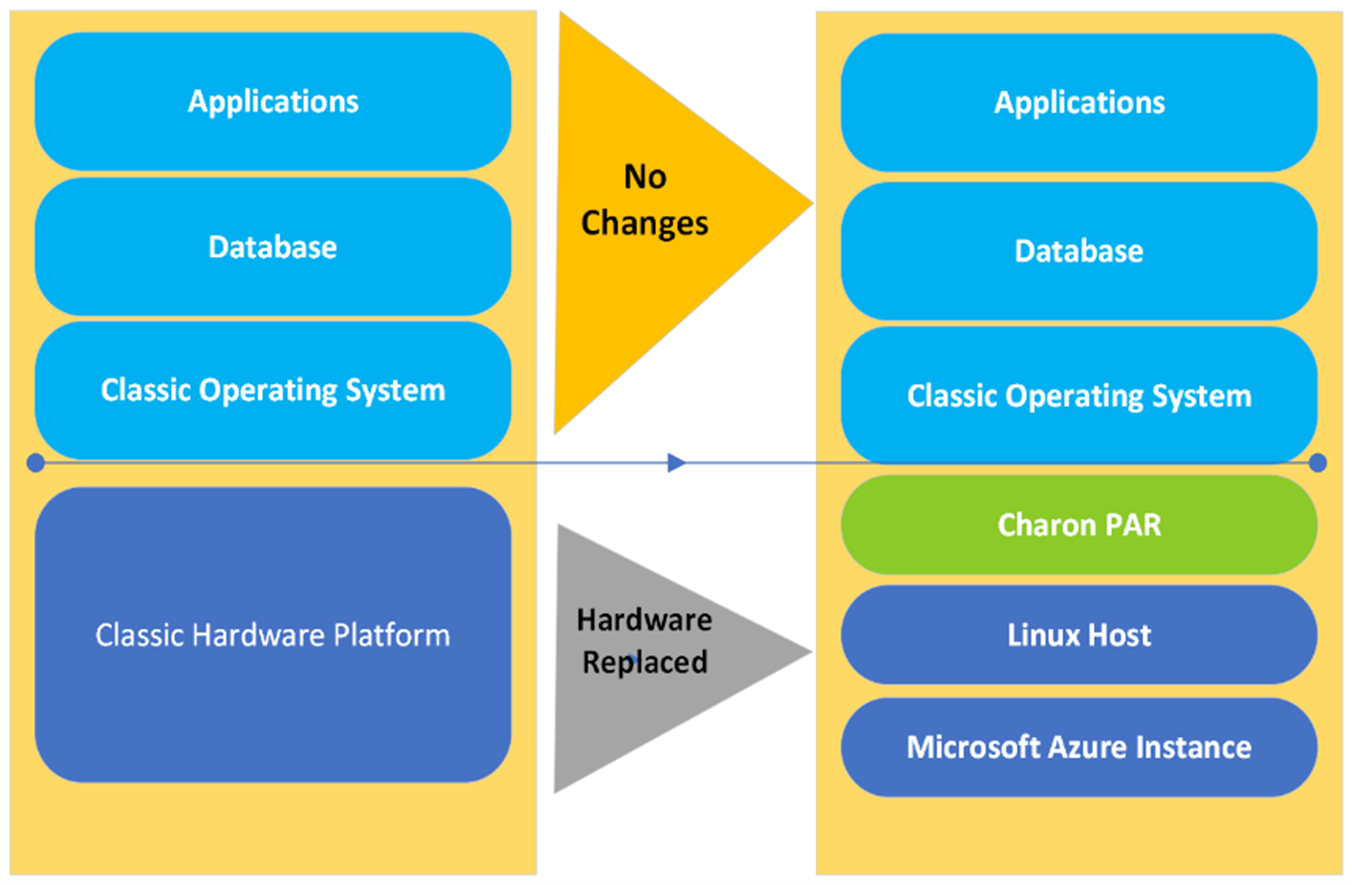 Applications
Database
Classic Operating System
Classic Hardware Platform
No
Changes
Hardware
Replaced
Applications
Database
Classic Operating System
Charon PAR
Linux Host
Microsoft Azure Instance